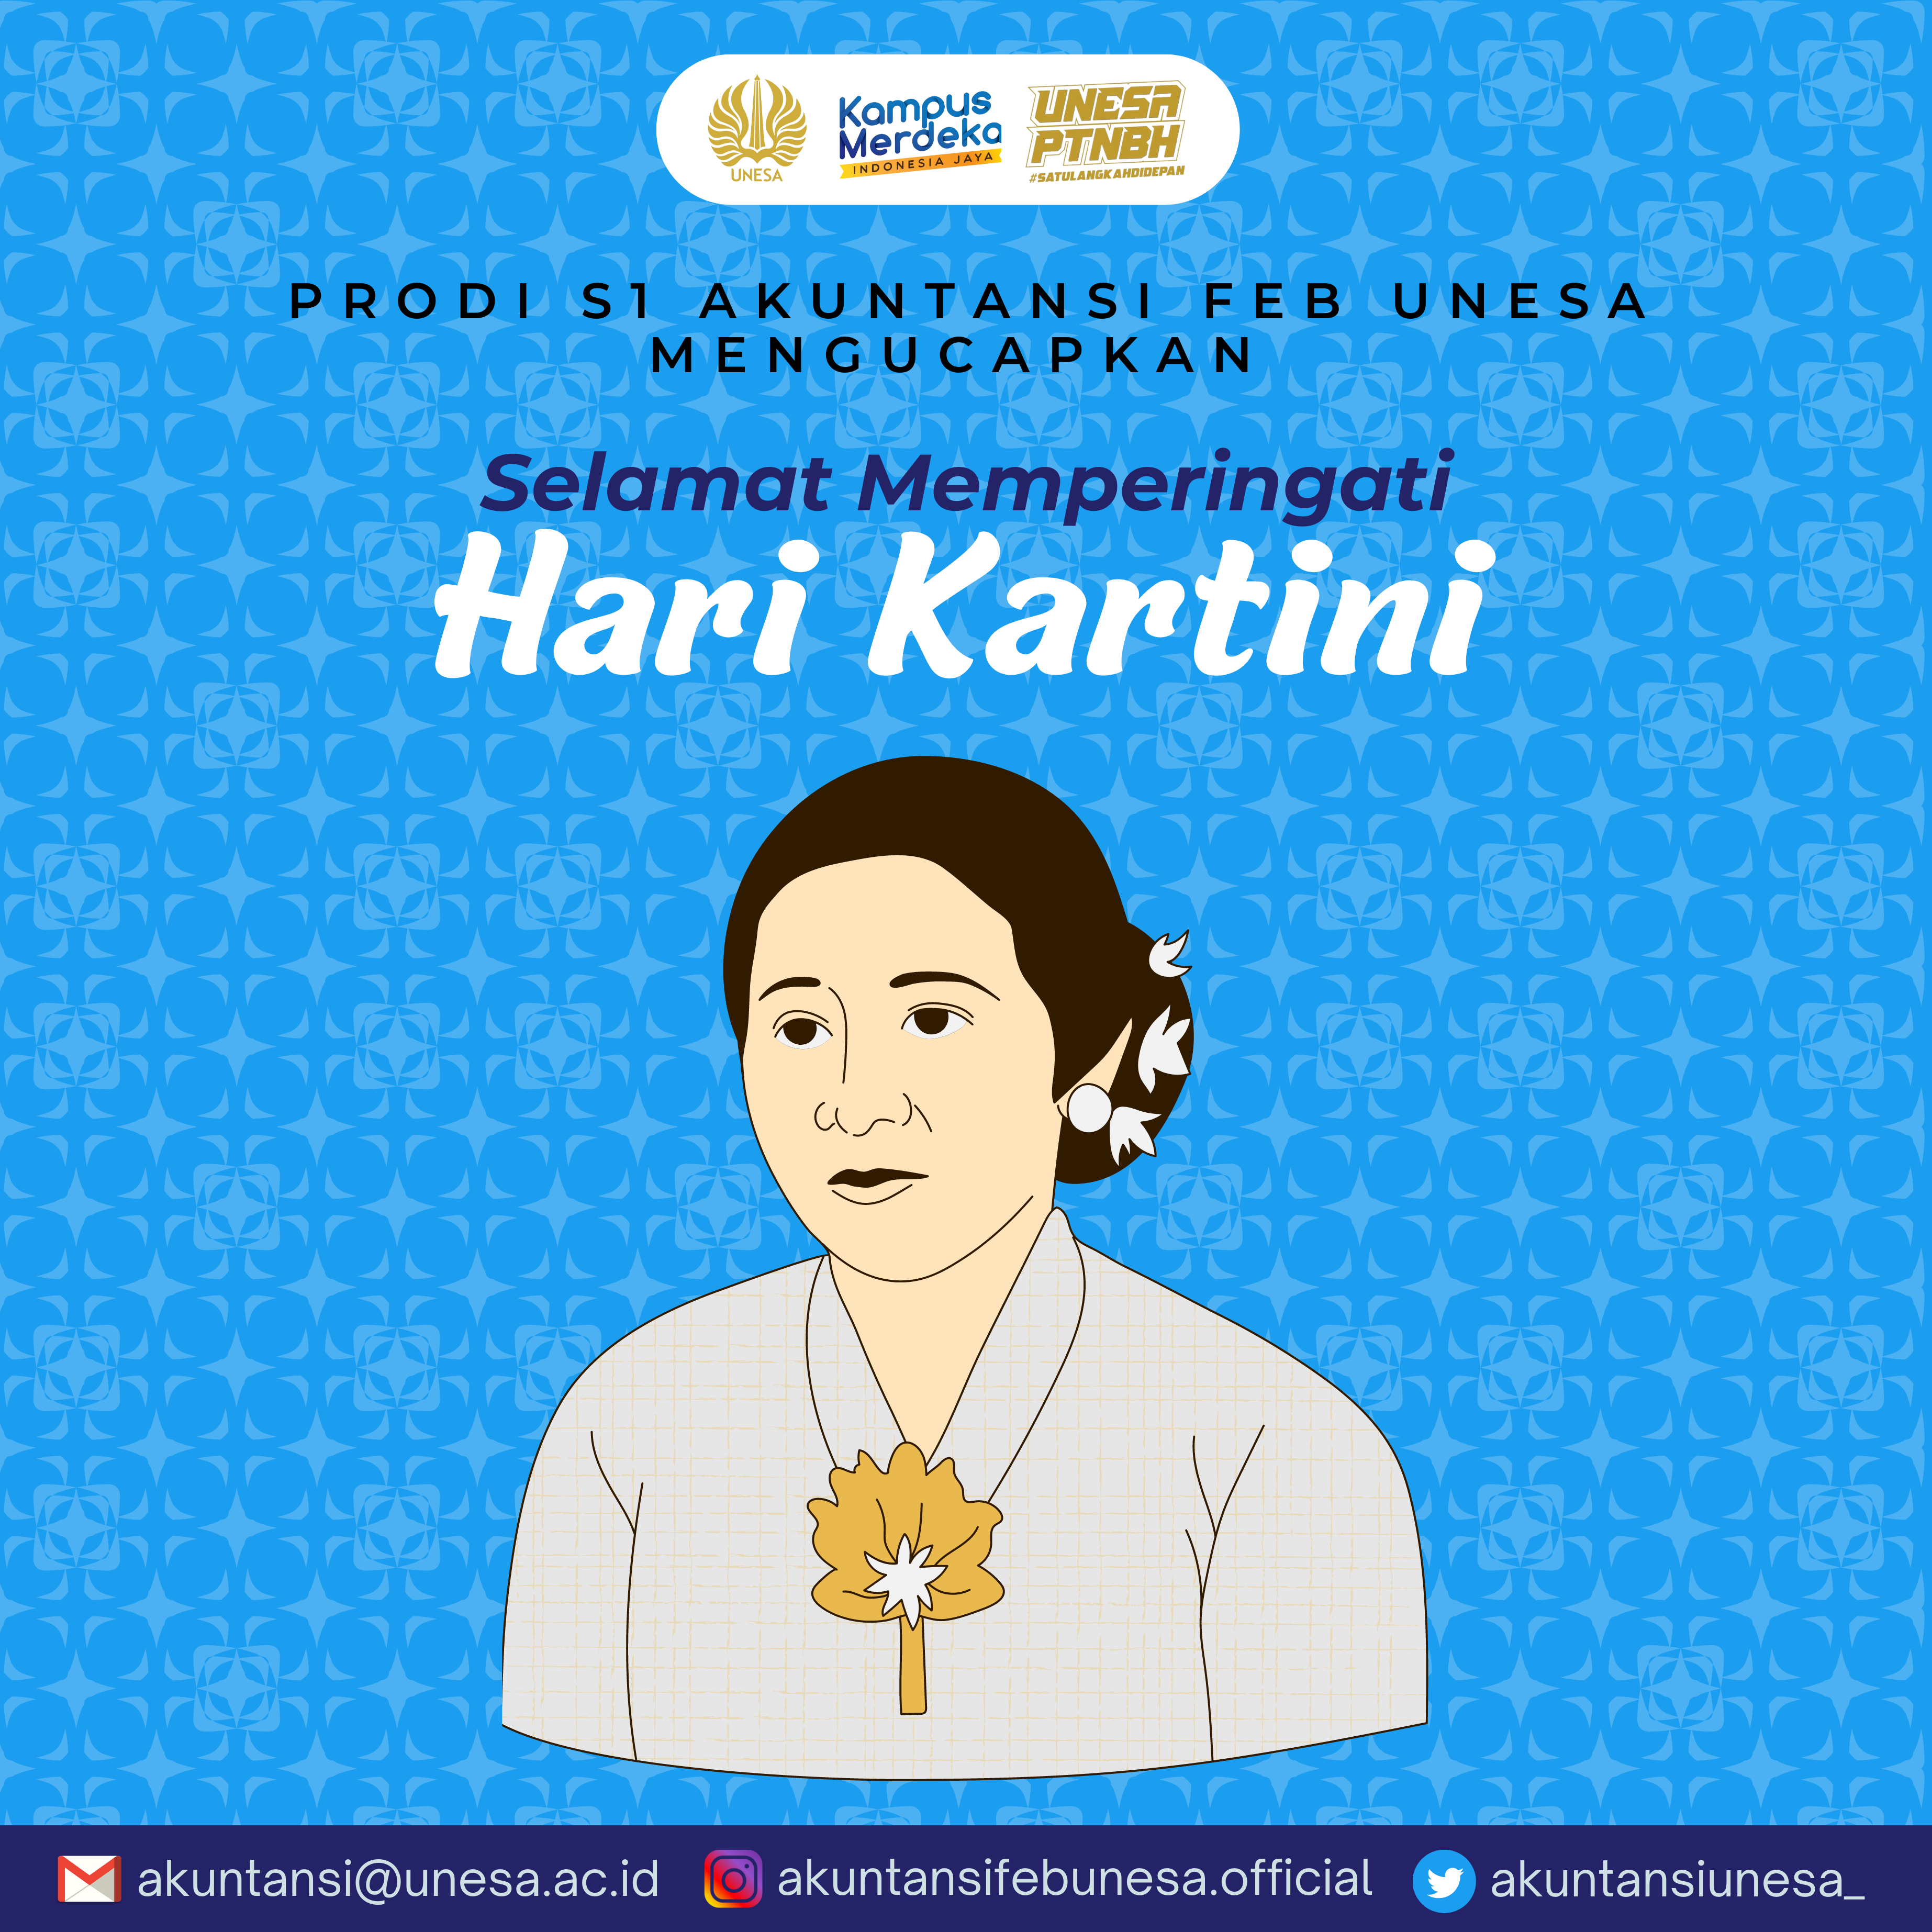 UNESA
Kampus
Merdeka
INDONESIA JAYA
UNESA
PTNBH
#SATULANGKAHDIDEPAN
PRODI S1 AKUNTANSI FEB UNESA
MENGUCAPKAN
Selamat Memperingati
Hari Kartini
akuntansi@unesa.ac.id
akuntansifebunesa.official
akuntansiunesa_